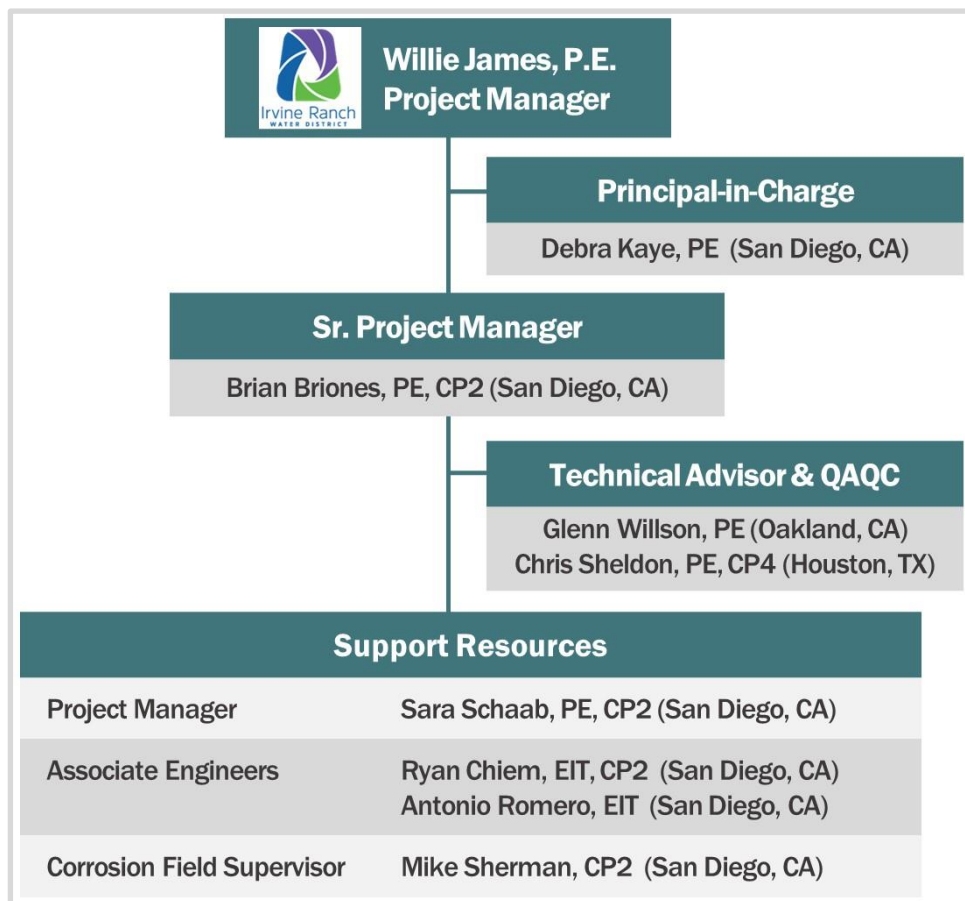 Irvine Ranch
WATER DISTRICT
Willie James, P.E.
Project Manager
Principal-in-Charge
Debra Kaye, PE (San Diego, CA)
Sr. Project Manager
Brian Briones, PE, CP2 (San Diego, CA)
Technical Advisor & QAQC
Glenn Willson, PE (Oakland, CA)
Chris Sheldon, PE, CP4 (Houston, TX)
Support Resources
Project Manager Sara Schaab, PE, CP2 (San Diego, CA)
Associate Engineers Ryan Chiem, EIT, CP2 (San Diego, CA)
Antonio Romero, EIT (San Diego, CA)
Corrosion Field Supervisor Mike Sherman, CP2 (San Diego, CA)